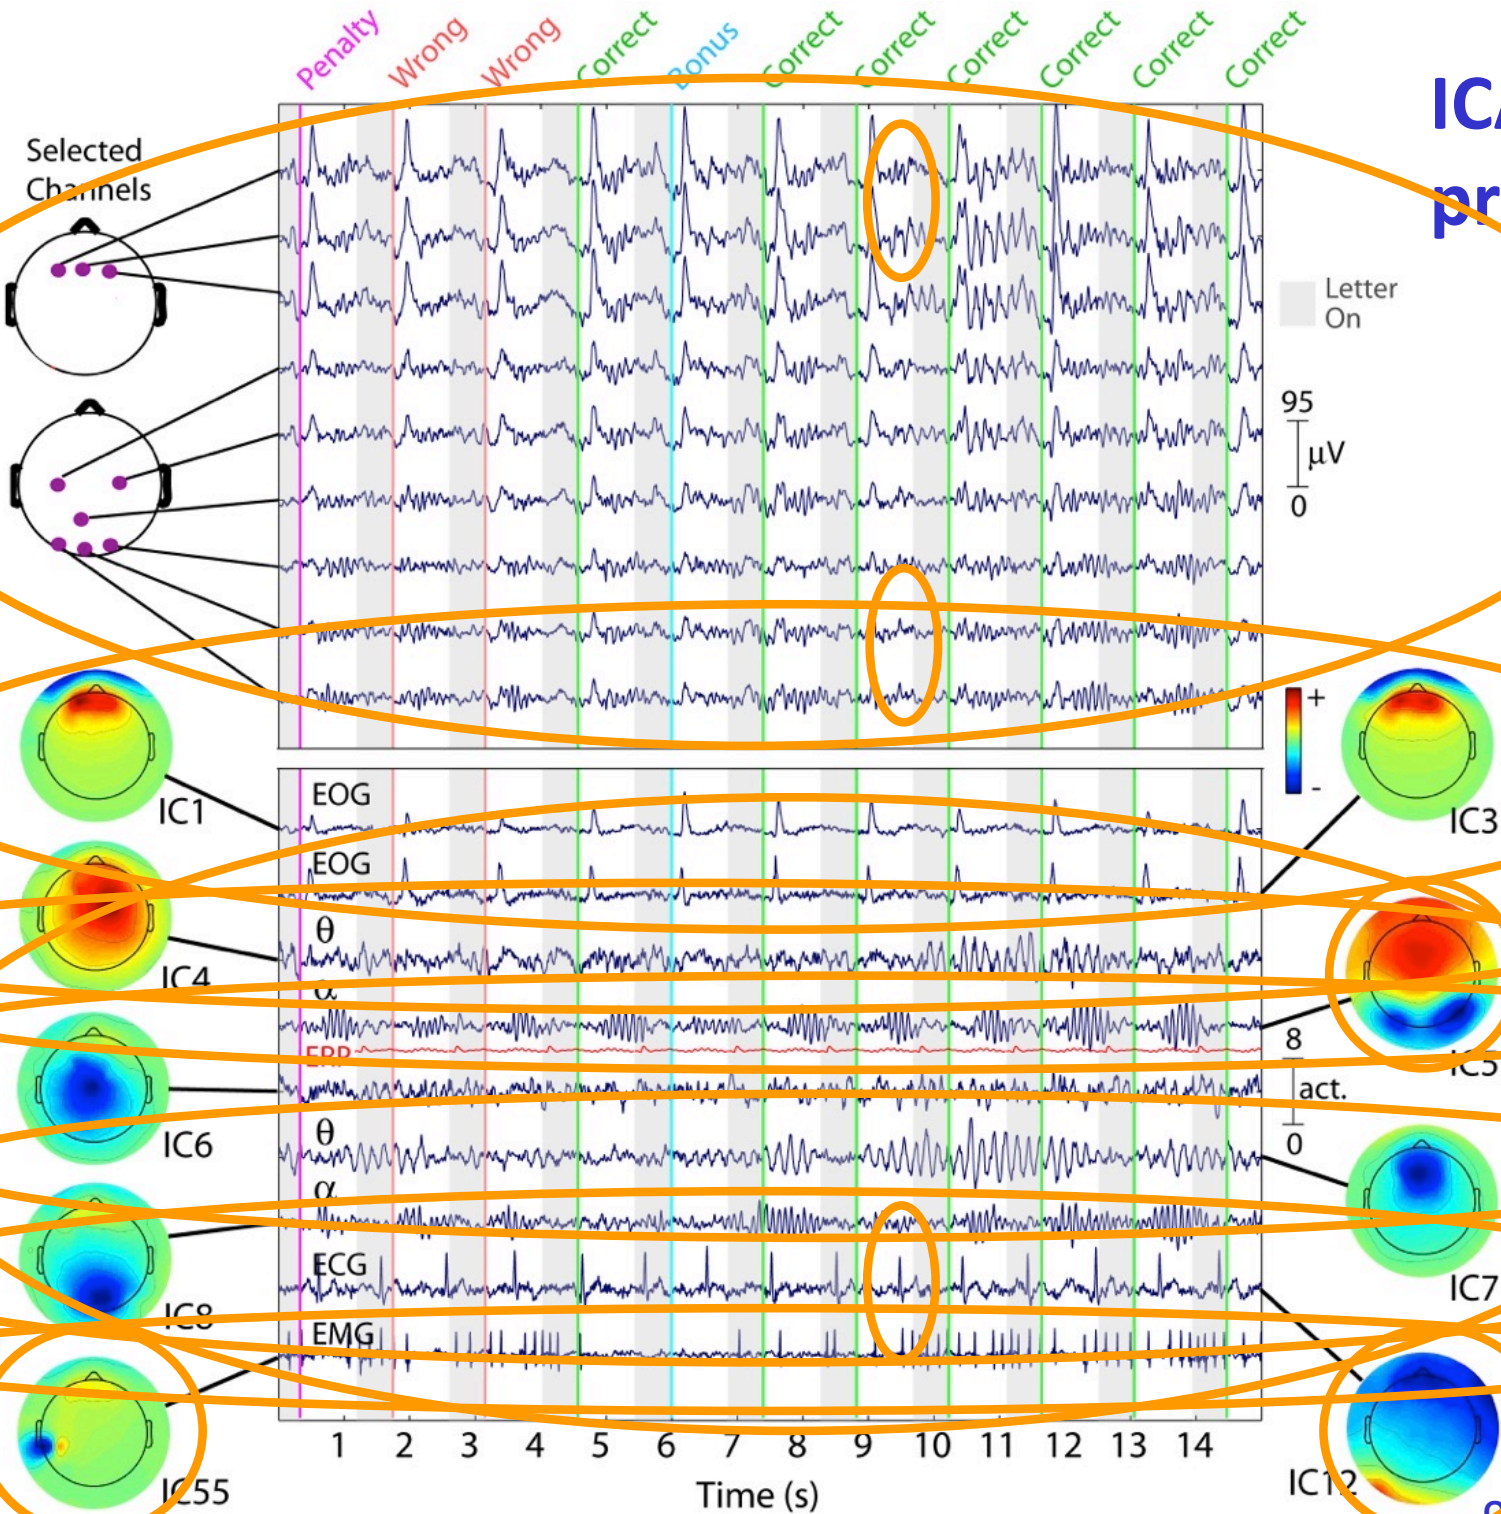 Penalty
Wrong
Wrong
Correct
Bonus
Correct
Correct
Correct
Correct
Correct
Correct
ICA
pr
Selected
Channels
Letter
On
95
μV
0
+
-
IC1
IC3
EOG
EOG
θ
IC4
α
IC5
ERP
8
act.
0
IC6
θ
α
IC7
IC8
ECG
EMG
1 2 3 4 5 6 7 8 9 10 11 12 13 14
Time (s)
IC55
IC12